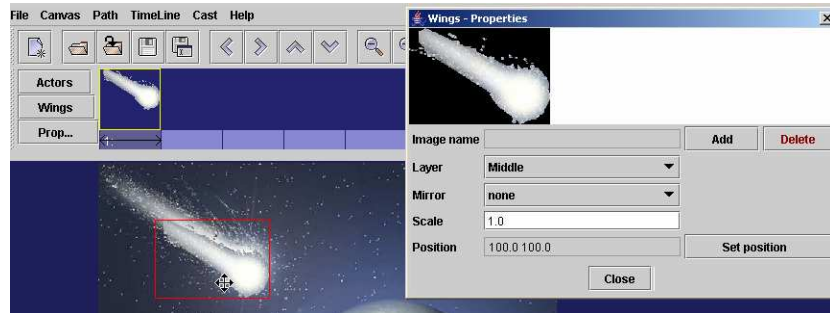 File Canvas Path TimeLine Cast Help
Actors
Wings
Prop...
1.
Wings - Properties
Image name Add Delete
Layer Middle
Mirror none
Scale 1.0
Position 100.0 100.0 Set position
Close